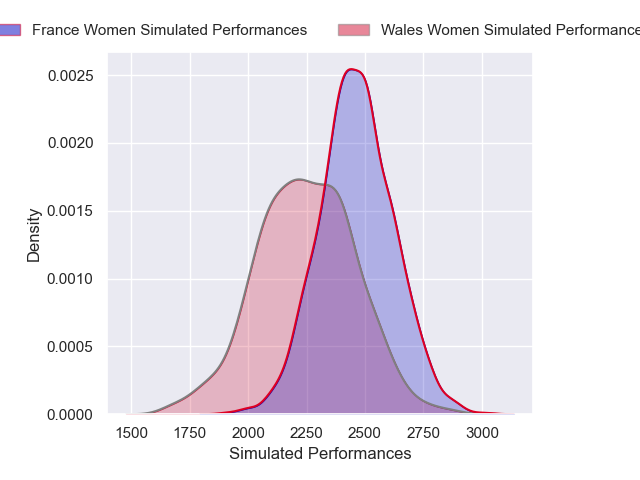 France Women Simulated Performances Wales Women Simulated Performance
0.0025
0.0020
0.0015
0.0010
0.0005
0.0000
Density
1500 1750 2000 2250 2500 2750 3000
Simulated Performances